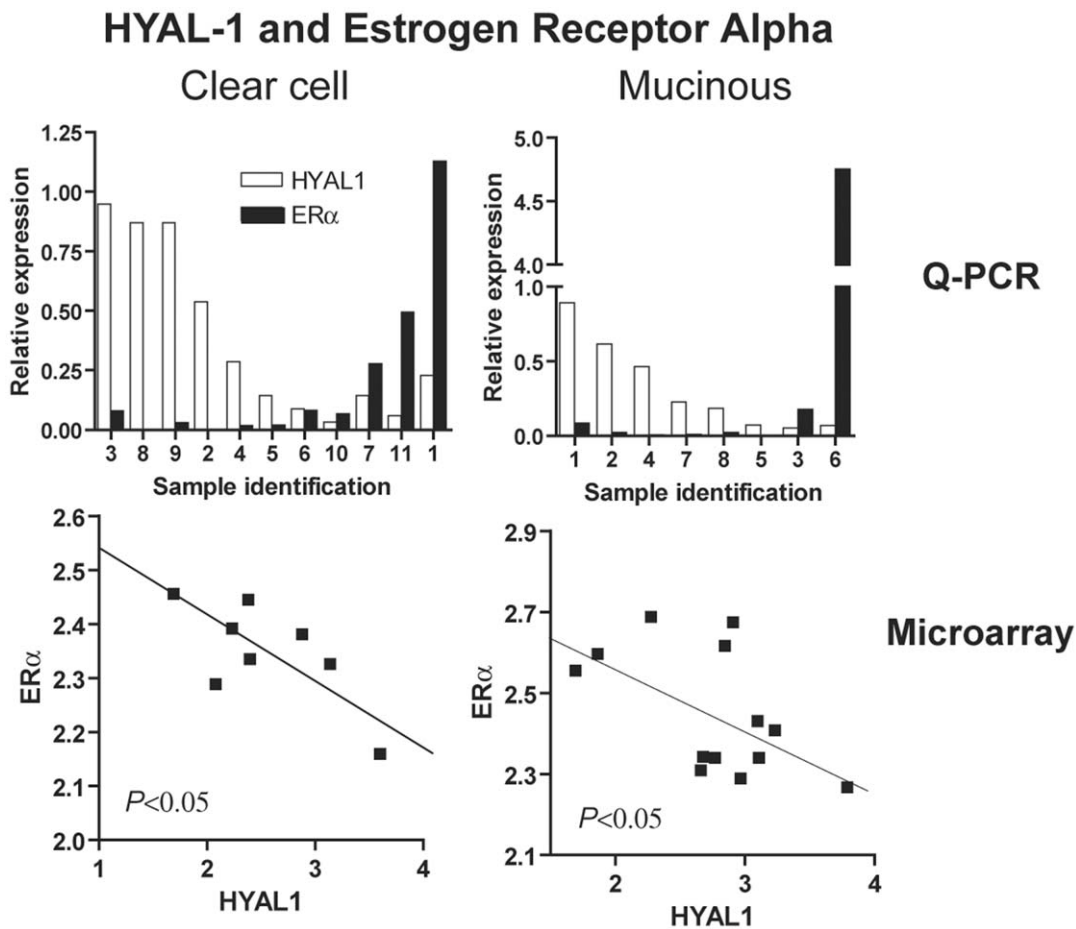 HYAL-1 and Estrogen Receptor Alpha
Clear cell
Mucinous
Relative expression
1.25
1.00
0.75
0.50
0.25
0.00
HYAL1
ERα
3 8 9 2 4 5 6 10 7 11 1
Sample identification
Relative expression
5.0
4.5
4.0
1.0
0.5
0.0
1 2 4 7 8 5 3 6
Sample identification
Q-PCR
ERα
2.6
2.5
2.4
2.3
2.2
2.1
2.0
P<0.05
1 2 3 4
HYAL1
ERα
2.9
2.7
2.5
2.3
2.1
P<0.05
2 3 4
HYAL1
Microarray